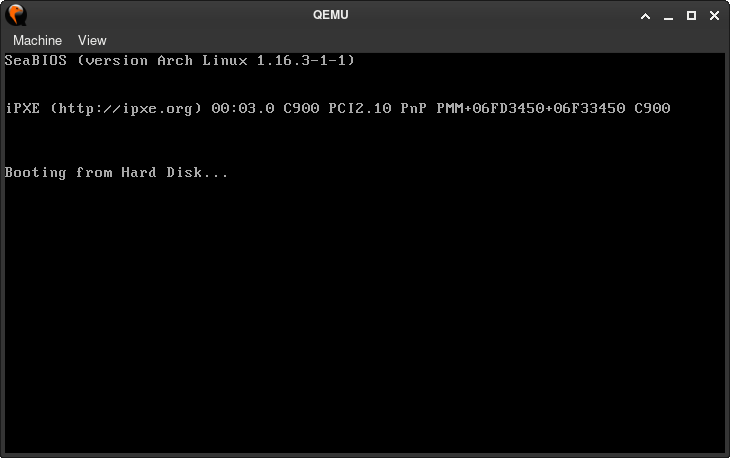 QEMU
Machine View
SeaBIOS (version Arch Linux 1.16.3-1-1)
iPXE (http://ipxe.org) 00:03.0 C900 PCI2.10 PnP PMM+06FD3450+06F33450 C900
Booting from Hard Disk...